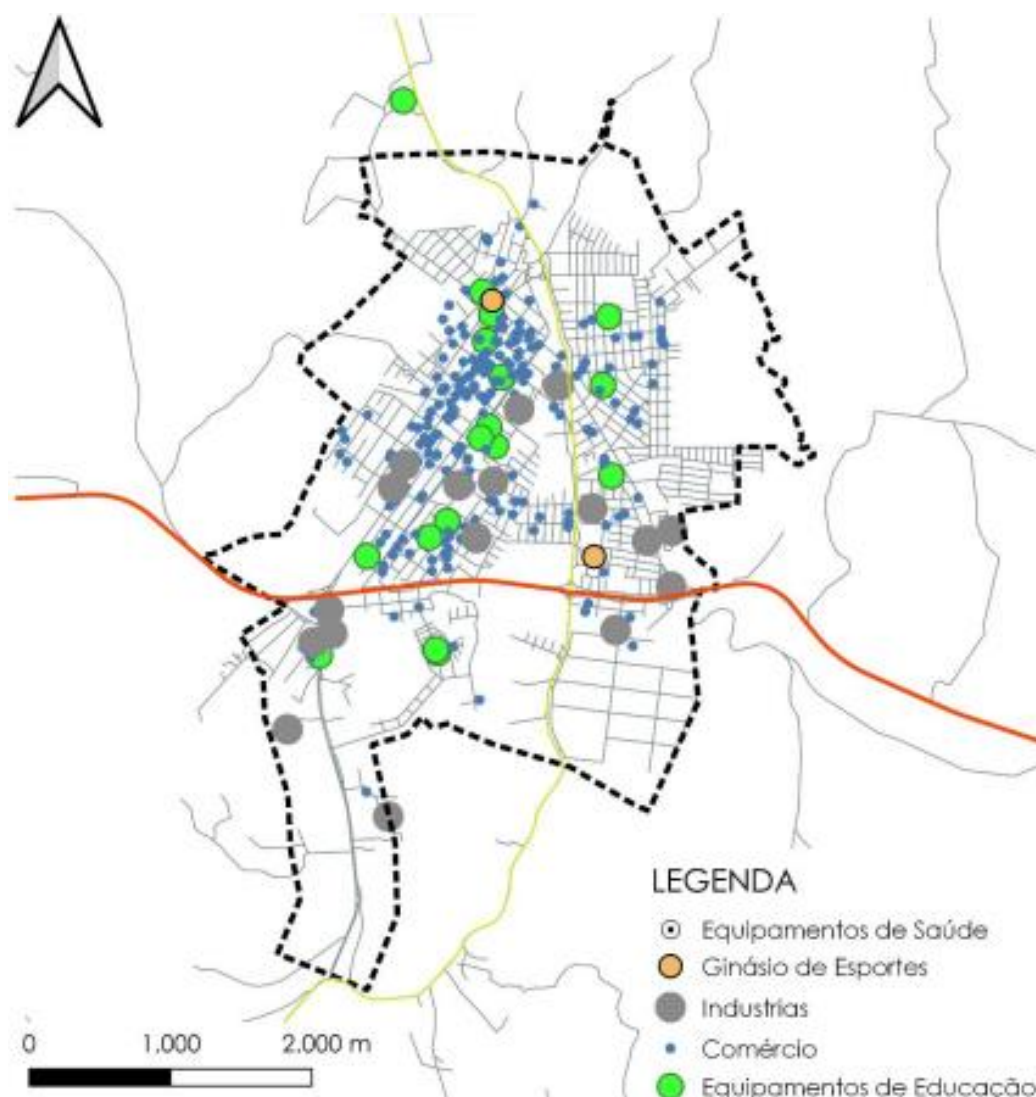 LEGENDA
Equipamentos de Saúde
Ginásio de Esportes
Industrias
Comércio
Equipamentos de Educação
0 1.000 2.000 m